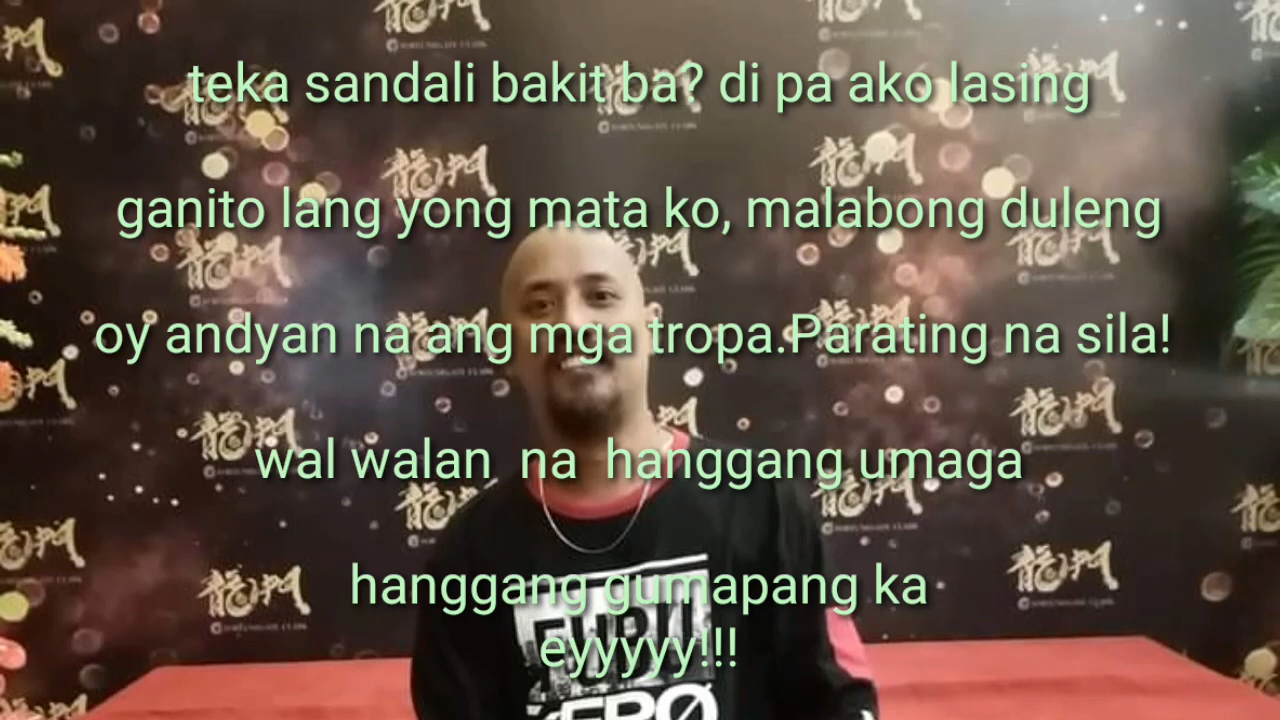 teka sandali bakit ba? di pa ako lasing
ganito lang yong mata ko, malabong duleng
oy andyan na ang mga tropa.Parating na sila!
wal walan na hanggang umaga
hanggang gumapang ka
eyyyyy!!!